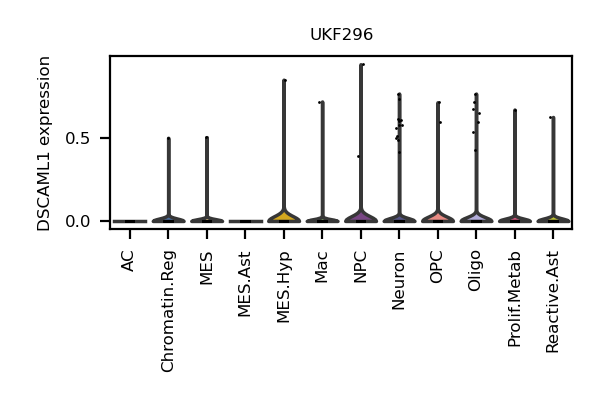 UKF296
DSCAML1 expression
0.5
0.0
AC
Chromatin.Reg
MES
MES.Ast
MES.Hyp
Mac
NPC
Neuron
OPC
Oligo
Prolif.Metab
Reactive.Ast